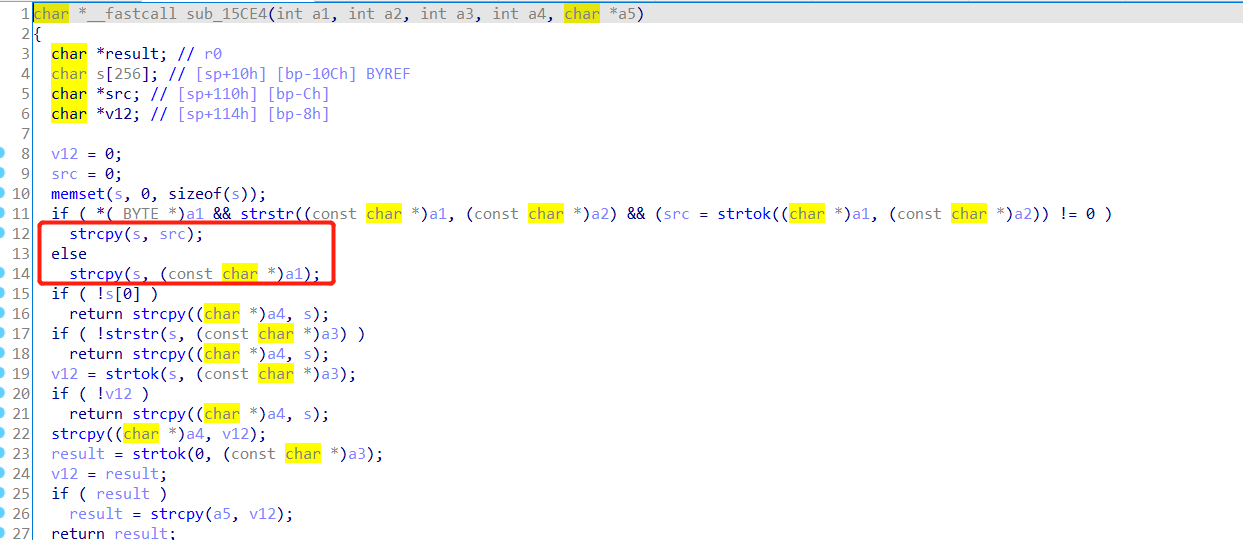 1 char *__fastcall sub_15CE4(int a1, int a2, int a3, int a4, char *a5)
2 {
3 char *result; // r0
4 char s[256]; // [sp+10h] [bp-10Ch] BYREF
5 char *src; // [sp+110h] [bp-Ch]
6 char *v12; // [sp+114h] [bp-8h]
7
8 v12 = 0;
9 src = 0;
10 memset(s, 0, sizeof(s));
11 if ( *(_BYTE *)a1 && strstr((const char *)a1, (const char *)a2) && (src = strtok((char *)a1, (const char *)a2)) != 0 )
12 strcpy(s, src);
13 else
14 strcpy(s, (const char *)a1);
15 if ( !s[0] )
16 return strcpy((char *)a4, s);
17 if ( !strstr(s, (const char *)a3) )
18 return strcpy((char *)a4, s);
19 v12 = strtok(s, (const char *)a3);
20 if ( !v12 )
21 return strcpy((char *)a4, s);
22 strcpy((char *)a4, v12);
23 result = strtok(0, (const char *)a3);
24 v12 = result;
25 if ( result )
26 result = strcpy(a5, v12);
27 return result;